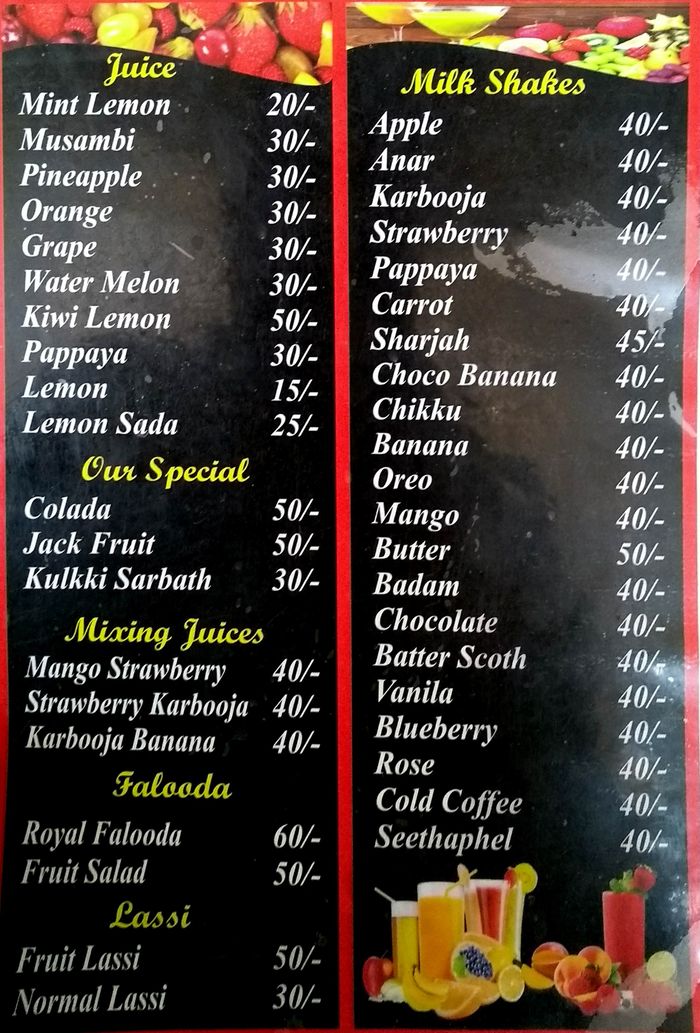 Juice
Mint Lemon 20/-
Musambi 30/-
Pineapple 30/-
Orange 30/-
Grape 30/-
Water Melon 30/-
Kiwi Lemon 50/-
Pappaya 30/-
Lemon 15/-
Lemon Sada 25/-
Our Special
Colada 50/-
Jack Fruit 50/-
Kulkki Sarbath 30/-
Mixing Juices
Mango Strawberry 40/-
Strawberry Karbooja 40/-
Karbooja Banana 40/-
Falooda
Royal Falooda 60/-
Fruit Salad 50/-
Lassi
Fruit Lassi 50/-
Normal Lassi 30/-
Milk Shakes
Apple 40/-
Anar 40/-
Karbooja 40/-
Strawberry 40/-
Pappaya 40/-
Carrot 40/-
Sharjah 45/-
Choco Banana 40/-
Chikku 40/-
Banana 40/-
Oreo 40/-
Mango 40/-
Butter 50/-
Badam 40/-
Chocolate 40/-
Batter Scoth 40/-
Vanila 40/-
Blueberry 40/-
Rose 40/-
Cold Coffee 40/-
Seethaphel 40/-